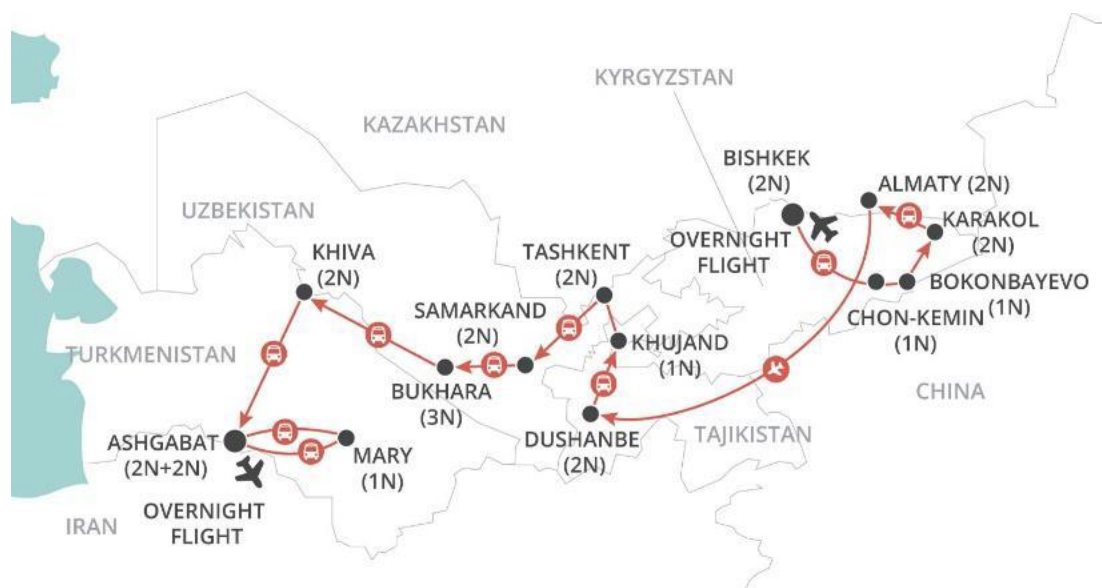 KYRGYZSTAN
KAZAKHSTAN
BISHKEK
(2N)
ALMATY (2N)
UZBEKISTAN
KARAKOL
(2N)
OVERNIGHT
FLIGHT
KHIVA
(2N)
TASHKENT
(2N)
BOKONBAYEVO
(1N)
SAMARKAND
(2N)
CHON-KEMIN
(1N)
KHUJAND
(1N)
TURKMENISTAN
BUKHARA
(3N)
CHINA
DUSHANBE
(2N)
TAJIKISTAN
ASHGABAT
(2N+2N)
MARY
(1N)
OVERNIGHT
FLIGHT
IRAN